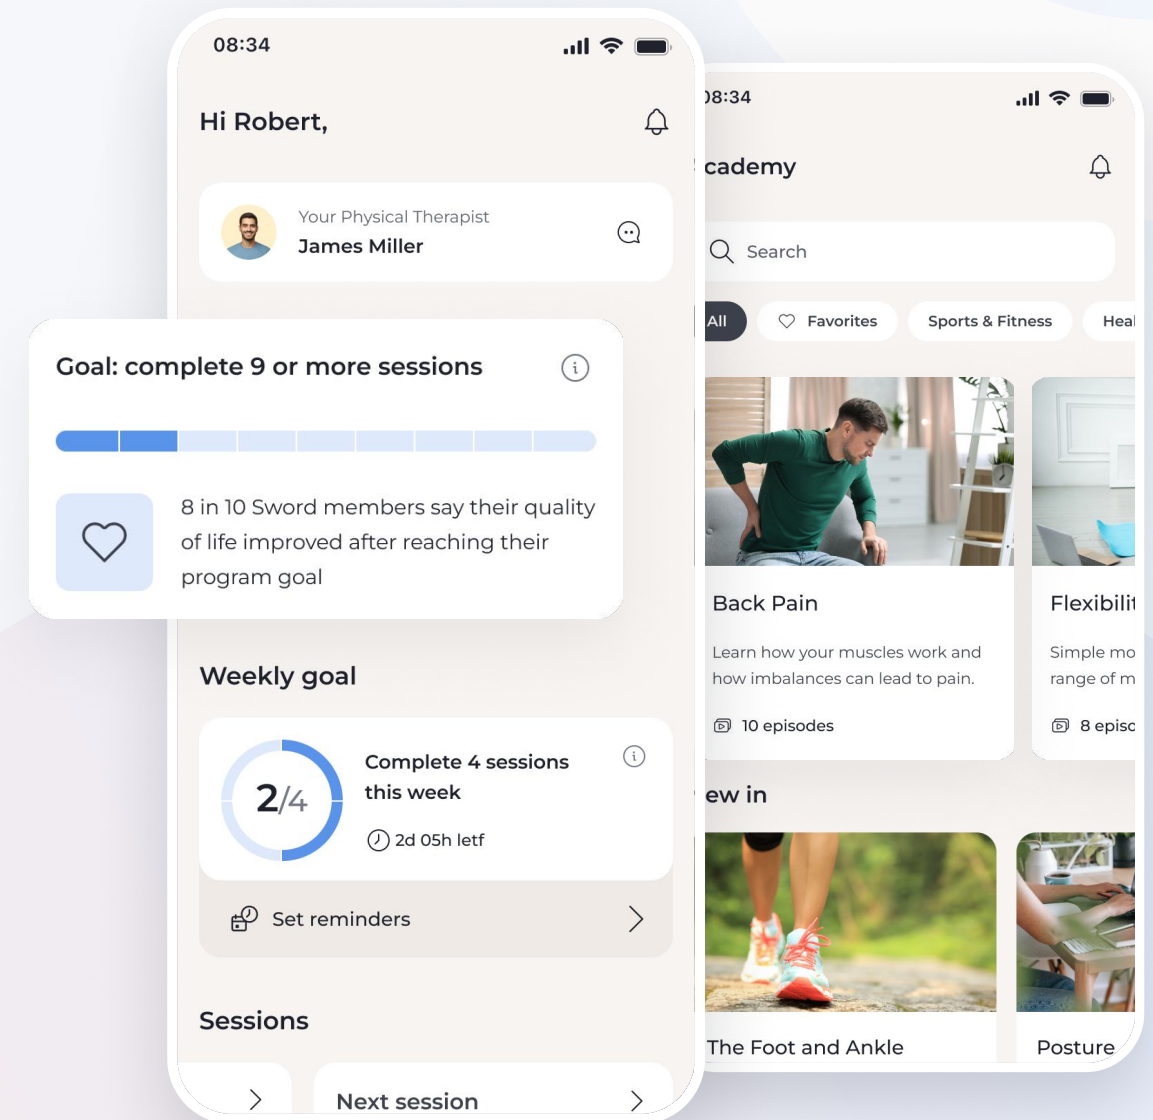 08:34
Hi Robert,
Your Physical Therapist
James Miller
Goal: complete 9 or more sessions
8 in 10 Sword members say their quality
of life improved after reaching their
program goal
Weekly goal
2/4
Complete 4 sessions
this week
2d 05h letf
Set reminders
Sessions
Next session
08:34
cademy
Search
All
Favorites
Sports & Fitness
Heal
Back Pain
Learn how your muscles work and
how imbalances can lead to pain.
10 episodes
Flexibilit
Simple mo
range of m
8 episo
ew in
The Foot and Ankle
Posture